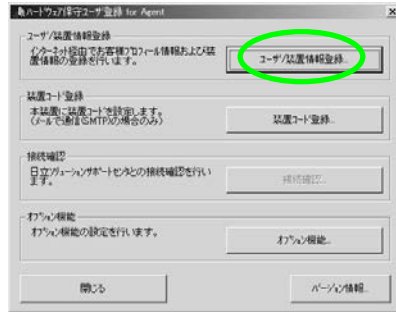 ハードウェア保守ユーザ登録 for Agent
ユーザ/装置情報登録
インターネット経由でお客様プロフィール情報および装
置情報の登録を行います。
ユーザ/装置情報登録...
装置コード登録
本装置に装置コードを設定します。
(メールで通信(SMTP)の場合のみ)
装置コード登録...
接続確認
日立ソリューションサポートセンタとの接続確認を行い
ます。
接続確認...
オプション機能
オプション機能の設定を行います。
オプション機能...
閉じる
バージョン情報...